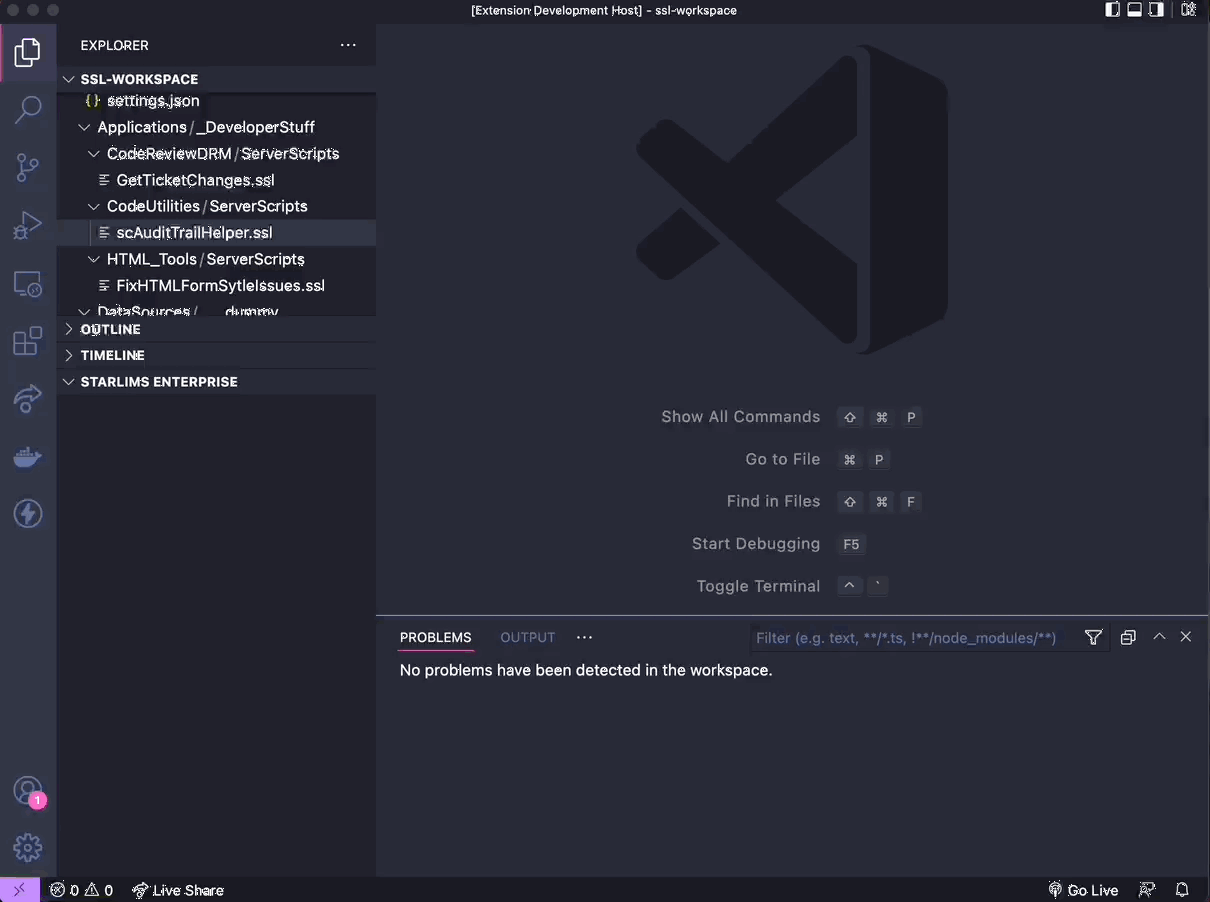 [Extension Development Host] - ssl-workspace
EXPLORER
SSL-WORKSPACE
{} settings.json
Applications / _DeveloperStuff
CodeReviewDRM / ServerScripts
GetTicketChanges.ssl
CodeUtilities / ServerScripts
scAuditTrailHelper.ssl
HTML_Tools / ServerScripts
FixHTMLFormSytleIssues.ssl
DataSources / __dummy
OUTLINE
TIMELINE
STARLIMS ENTERPRISE
Show All Commands ⇧ ⌘ P
Go to File ⌘ P
Find in Files ⇧ ⌘ F
Start Debugging F5
Toggle Terminal ^ `
PROBLEMS OUTPUT ··· Filter (e.g. text, **/*.ts, !**/node_modules/**)
No problems have been detected in the workspace.
1
0 0 Live Share Go Live